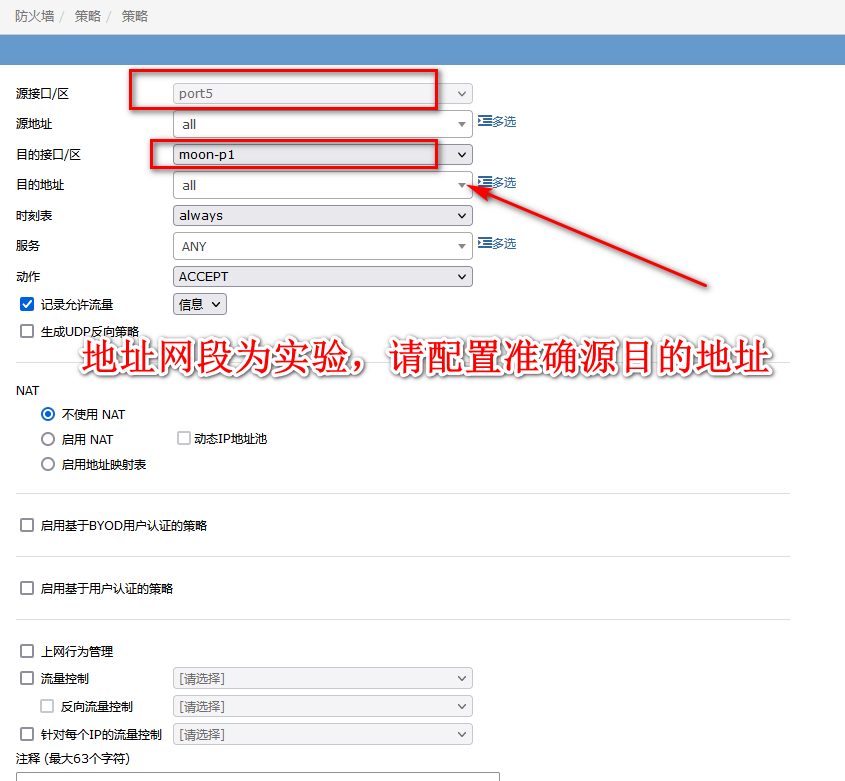 防火墙 / 策略 / 策略
源接口/区 port5
源地址 all 多选
目的接口/区 moon-p1
目的地址 all 多选
时刻表 always
服务 ANY 多选
动作 ACCEPT
记录允许流量 信息
生成UDP反向策略
地址网段为实验，请配置准确源目的地址
NAT
不使用 NAT
启用 NAT 动态IP地址池
启用地址映射表
启用基于BYOD用户认证的策略
启用基于用户认证的策略
上网行为管理
流量控制 [请选择]
反向流量控制 [请选择]
针对每个IP的流量控制 [请选择]
注释 (最大63个字符)